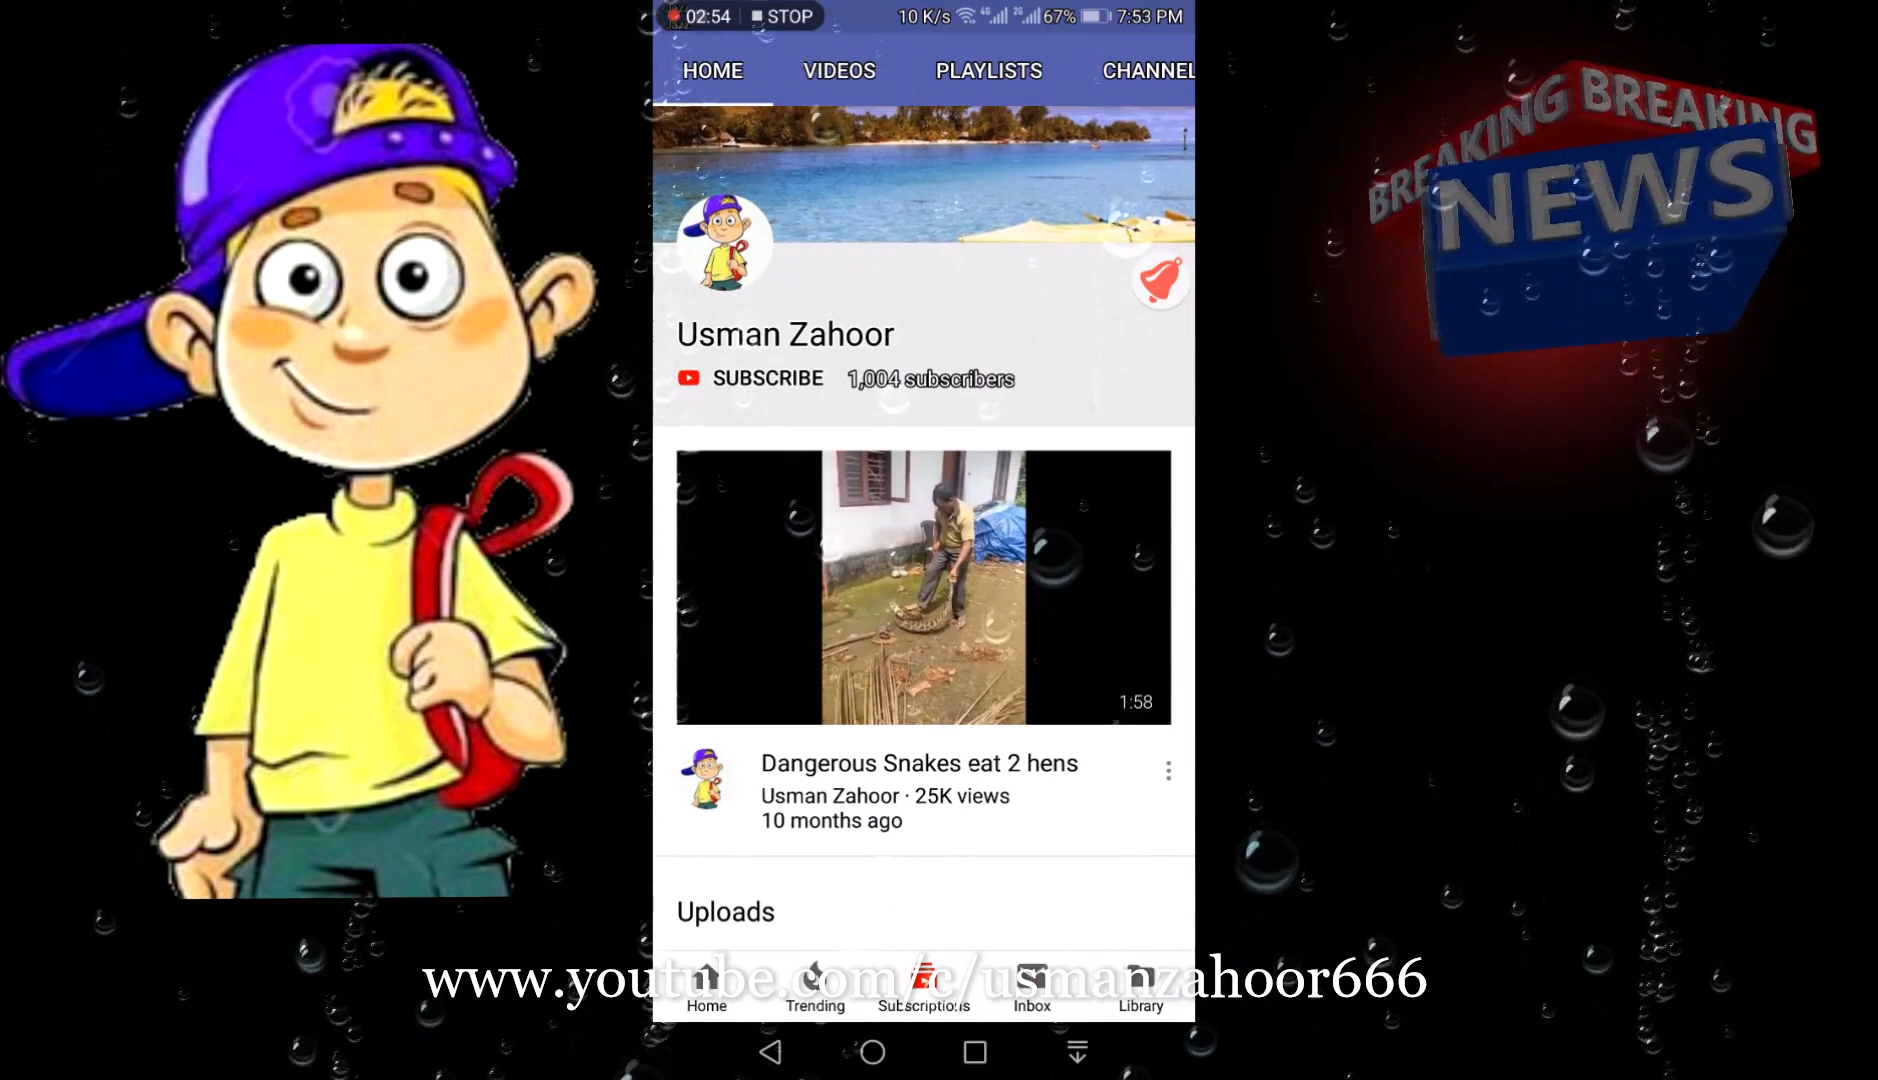 02:54 STOP 10 K/s 4G 2G 67% 7:53 PM
HOME VIDEOS PLAYLISTS CHANNEL
BREAKING BREAKING
NEWS
Usman Zahoor
SUBSCRIBE 1,004 subscribers
1:58
Dangerous Snakes eat 2 hens
Usman Zahoor · 25K views
10 months ago
Uploads
www.youtube.com/c/usmanzahoor666
Home Trending Subscriptions Inbox Library